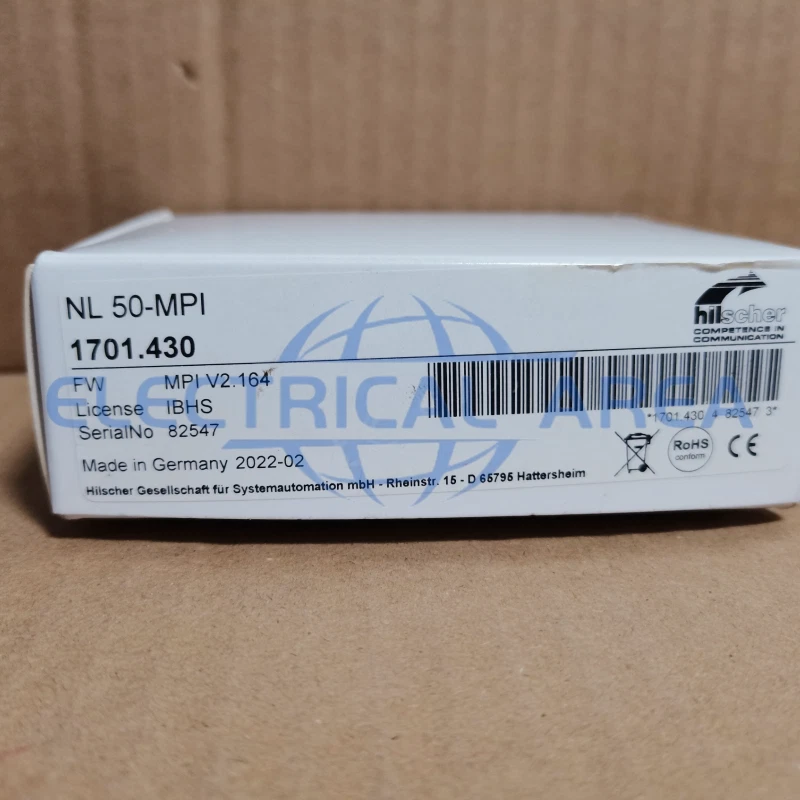 NL 50-MPI
1701.430
hilscher
COMPETENCE IN
COMMUNICATION
FW MPI V2.164
License IBHS
SerialNo 82547
*1701.430 4 82547 3*
RoHS
conform
CE
Made in Germany 2022-02
Hilscher Gesellschaft für Systemautomation mbH - Rheinstr. 15 - D 65795 Hattersheim
ELECTRICAL AREA